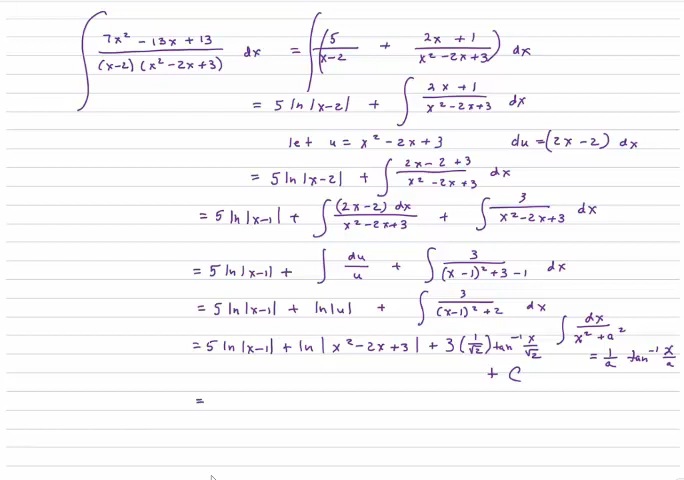 ∫ (7x² − 13x + 13)/((x−2)(x² − 2x + 3)) dx = ∫ (5/(x−2) + (2x + 1)/(x² − 2x + 3)) dx
= 5 ln |x−2| + ∫ (2x + 1)/(x² − 2x + 3) dx
let u = x² − 2x + 3 du = (2x − 2) dx
= 5 ln |x−2| + ∫ (2x − 2 + 3)/(x² − 2x + 3) dx
= 5 ln |x−1| + ∫ (2x−2) dx/(x² − 2x + 3) + ∫ 3/(x² − 2x + 3) dx
= 5 ln |x−1| + ∫ du/u + ∫ 3/((x − 1)² + 3 − 1) dx
= 5 ln |x−1| + ln |u| + ∫ 3/((x−1)² + 2) dx
∫ dx/(x² + a²)
= 5 ln |x−1| + ln | x² − 2x + 3 | + 3 (1/√2) tan⁻¹ x/√2
= 1/a tan⁻¹ x/a
+ C
=